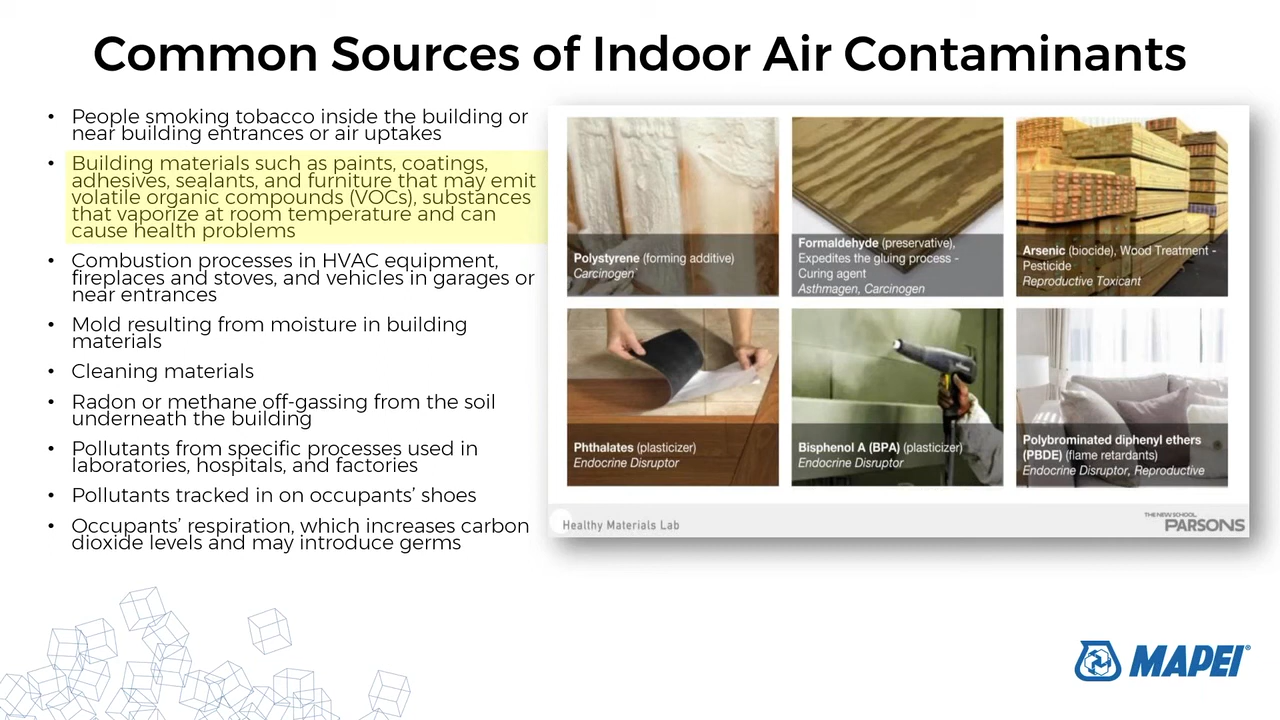 Common Sources of Indoor Air Contaminants
• People smoking tobacco inside the building or
near building entrances or air uptakes
• Building materials such as paints, coatings,
adhesives, sealants, and furniture that may emit
volatile organic compounds (VOCs), substances
that vaporize at room temperature and can
cause health problems
• Combustion processes in HVAC equipment,
fireplaces and stoves, and vehicles in garages or
near entrances
• Mold resulting from moisture in building
materials
• Cleaning materials
• Radon or methane off-gassing from the soil
underneath the building
• Pollutants from specific processes used in
laboratories, hospitals, and factories
• Pollutants tracked in on occupants’ shoes
• Occupants’ respiration, which increases carbon
dioxide levels and may introduce germs
Polystyrene (forming additive)
Carcinogen
Formaldehyde (preservative),
Expedites the gluing process -
Curing agent
Asthmagen, Carcinogen
Arsenic (biocide), Wood Treatment -
Pesticide
Reproductive Toxicant
Phthalates (plasticizer)
Endocrine Disruptor
Bisphenol A (BPA) (plasticizer)
Endocrine Disruptor
Polybrominated diphenyl ethers
(PBDE) (flame retardants)
Endocrine Disruptor, Reproductive
Healthy Materials Lab
THE NEW SCHOOL
PARSONS
MAPEI®